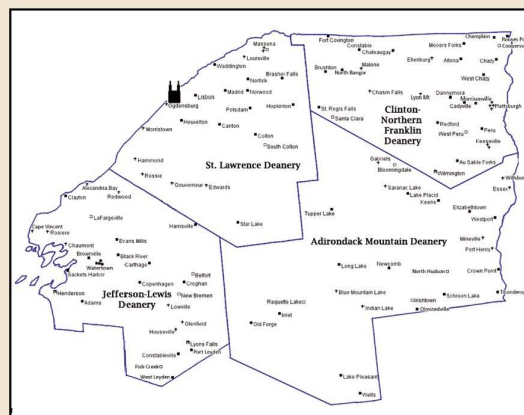 Massena
Louisville
Waddington
Norfolk
Brasher Falls
Madrid
Norwood
Lisbon
Ogdensburg
Potsdam
Hopkinton
Heuvelton
Canton
Morristown
Colton
South Colton
Hammond
Rossie
Gouverneur
Edwards
St. Lawrence Deanery
Star Lake
Fort Covington
Constable
Chateaugay
Mooers Forks
Champlain
Ellenburg
Altona
Chazy
Brushton
North Bangor
Malone
West Chazy
Chasm Falls
Lyon Mt
Dannemora
Morrisonville
Cadyville
Plattsburgh
St. Regis Falls
Santa Clara
Clinton-
Northern
Franklin
Deanery
Redford
West Peru
Peru
Keeseville
Au Sable Forks
Gabriels
Bloomingdale
Wilmington
Saranac Lake
Lake Placid
Keene
Essex
Elizabethtown
Westport
Tupper Lake
Adirondack Mountain Deanery
Mineville
Port Henry
Long Lake
Newcomb
North Hudson
Crown Point
Blue Mountain Lake
Raquette Lake
Indian Lake
Irishtown
Schroon Lake
Olmstedville
Inlet
Old Forge
Lake Pleasant
Wells
Alexandria Bay
Redwood
Clayton
LaFargeville
Cape Vincent
Rosiere
Chaumont
Evans Mills
Harrisville
Brownville
Black River
Watertown
Carthage
Sackets Harbor
Belfort
Copenhagen
Croghan
Henderson
Adams
New Bremen
Jefferson-Lewis
Deanery
Lowville
Glenfield
Houseville
Lyons Falls
Port Leyden
Constableville
Fish Creek
West Leyden